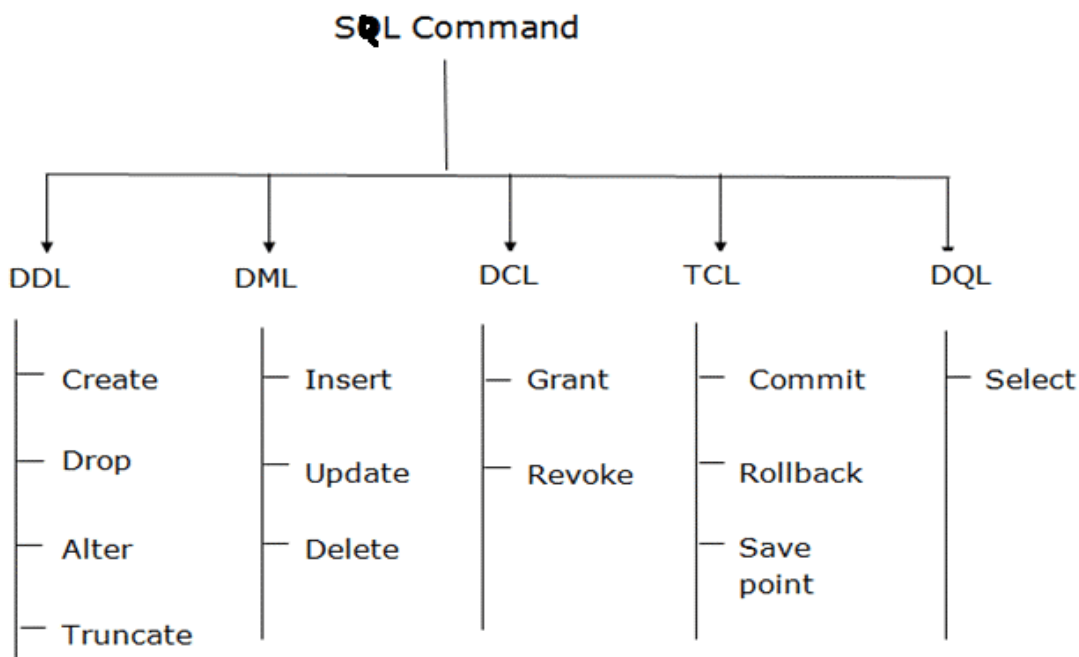 SQL Command
DDL
DML
DCL
TCL
DQL
Create
Drop
Alter
Truncate
Insert
Update
Delete
Grant
Revoke
Commit
Rollback
Save
point
Select